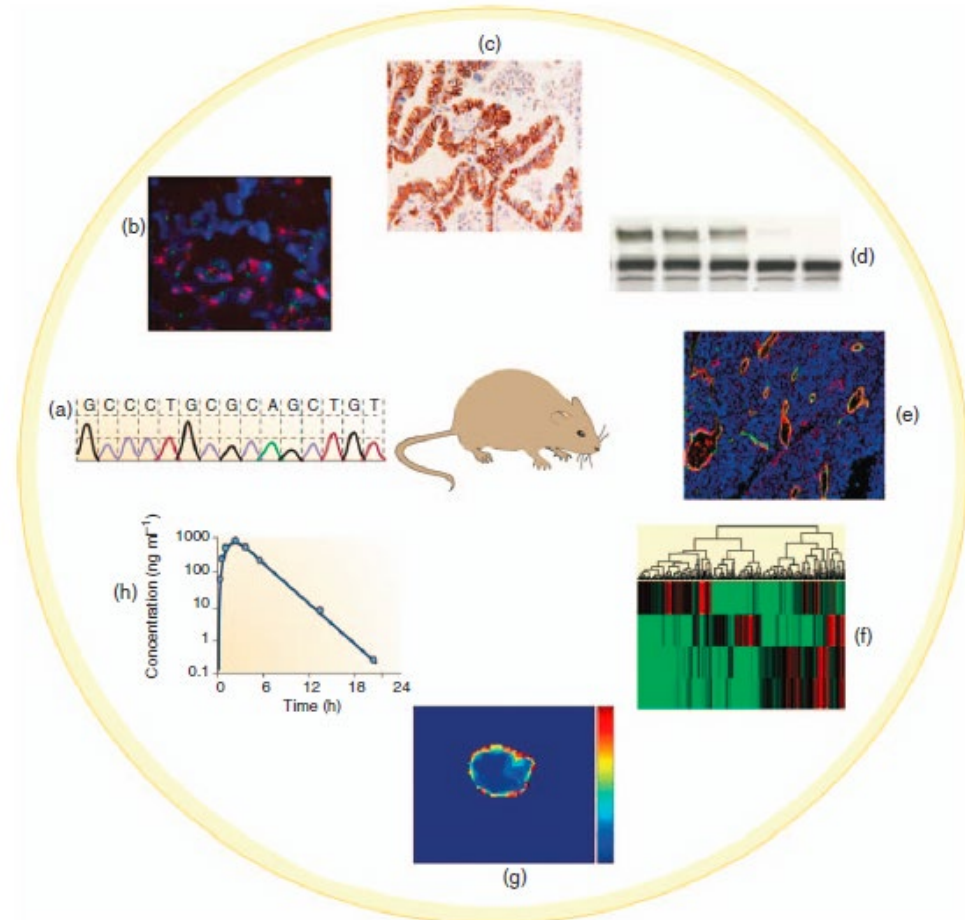 (c)
(b)
(d)
(a)
G C C C T G C G C A G C T G T
(e)
(h)
Concentration (ng ml⁻¹)
1000
100
10
1
0.1
0 6 12 18 24
Time (h)
(f)
(g)